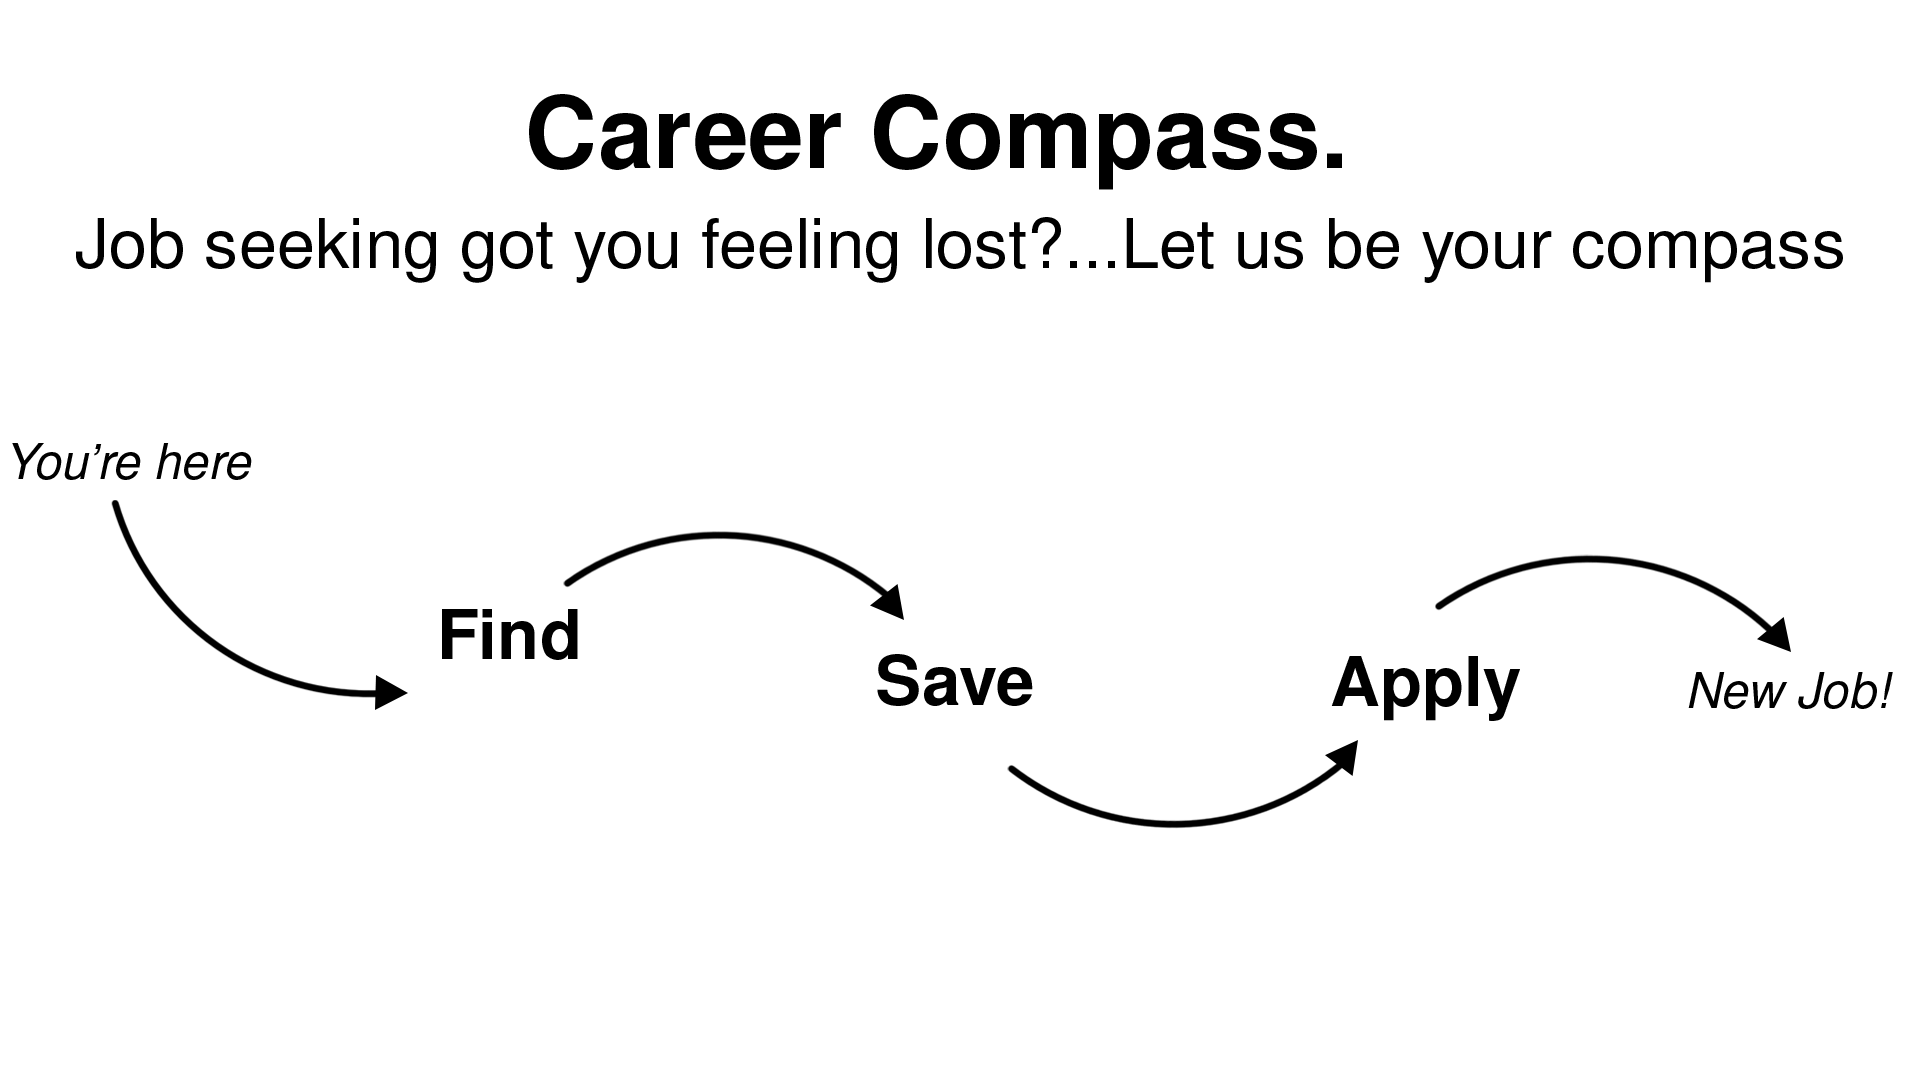 Career Compass.
Job seeking got you feeling lost?...Let us be your compass
You’re here
Find
Save
Apply
New Job!